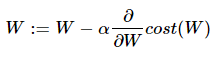 W := W − α ∂/∂W cost(W)